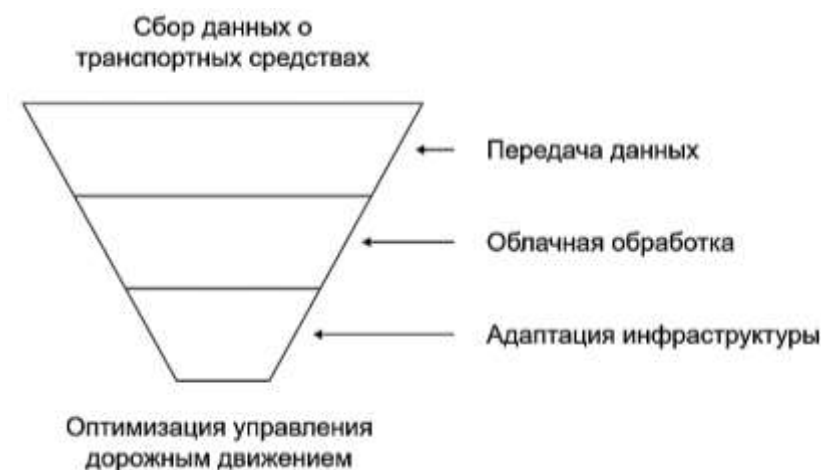 Сбор данных о
транспортных средствах
Передача данных
Облачная обработка
Адаптация инфраструктуры
Оптимизация управления
дорожным движением